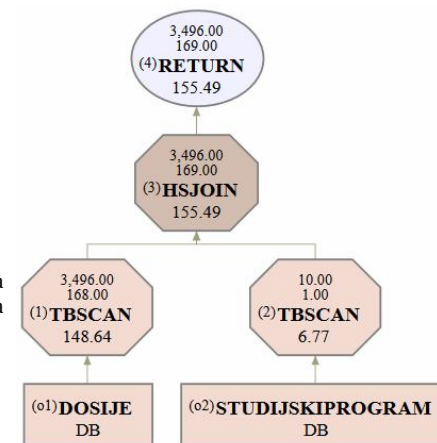 3,496.00
169.00
(4)RETURN
155.49
3,496.00
169.00
(3)HSJOIN
155.49
3,496.00
168.00
(1)TBSCAN
148.64
10.00
1.00
(2)TBSCAN
6.77
(o1)DOSIJE
DB
(o2)STUDIJSKIPROGRAM
DB